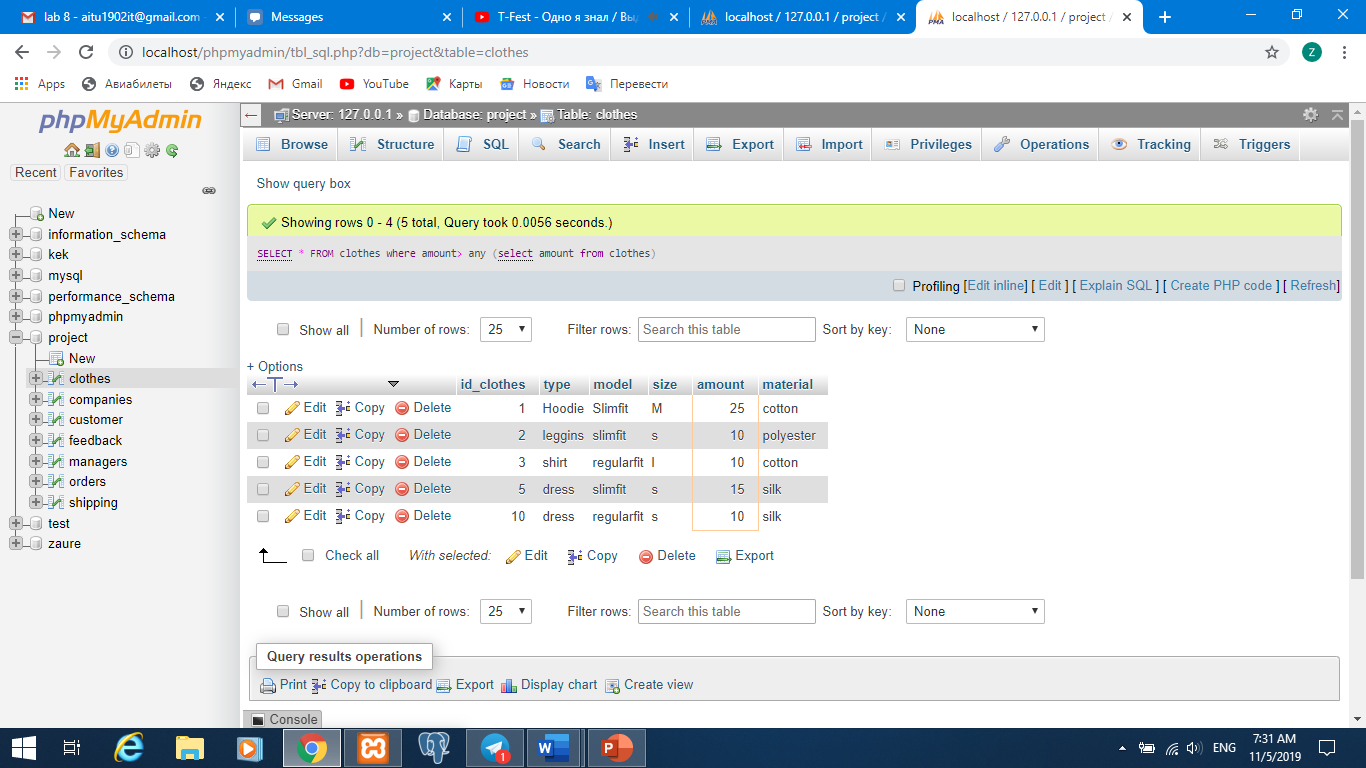 lab 8 - aitu1902it@gmail.com
Messages
T-Fest - Одно я знал / Вы
localhost / 127.0.0.1 / project /
localhost / 127.0.0.1 / project /
localhost/phpmyadmin/tbl_sql.php?db=project&table=clothes
Z
Apps
Авиабилеты
Яндекс
Gmail
YouTube
Карты
Новости
Перевести
phpMyAdmin
Recent
Favorites
New
information_schema
kek
mysql
performance_schema
phpmyadmin
project
New
clothes
companies
customer
feedback
managers
orders
shipping
test
zaure
Server: 127.0.0.1 » Database: project » Table: clothes
Browse Structure SQL Search Insert Export Import Privileges Operations Tracking Triggers
Show query box
Showing rows 0 - 4 (5 total, Query took 0.0056 seconds.)
SELECT * FROM clothes where amount> any (select amount from clothes)
Profiling [Edit inline] [ Edit ] [ Explain SQL ] [ Create PHP code ] [ Refresh]
Show all | Number of rows: 25 Filter rows: Search this table Sort by key: None
+ Options
←T→ id_clothes type model size amount material
Edit Copy Delete 1 Hoodie Slimfit M 25 cotton
Edit Copy Delete 2 leggins slimfit s 10 polyester
Edit Copy Delete 3 shirt regularfit l 10 cotton
Edit Copy Delete 5 dress slimfit s 15 silk
Edit Copy Delete 10 dress regularfit s 10 silk
Check all With selected: Edit Copy Delete Export
Show all | Number of rows: 25 Filter rows: Search this table Sort by key: None
Query results operations
Print Copy to clipboard Export Display chart Create view
Console
1
ENG
7:31 AM
11/5/2019